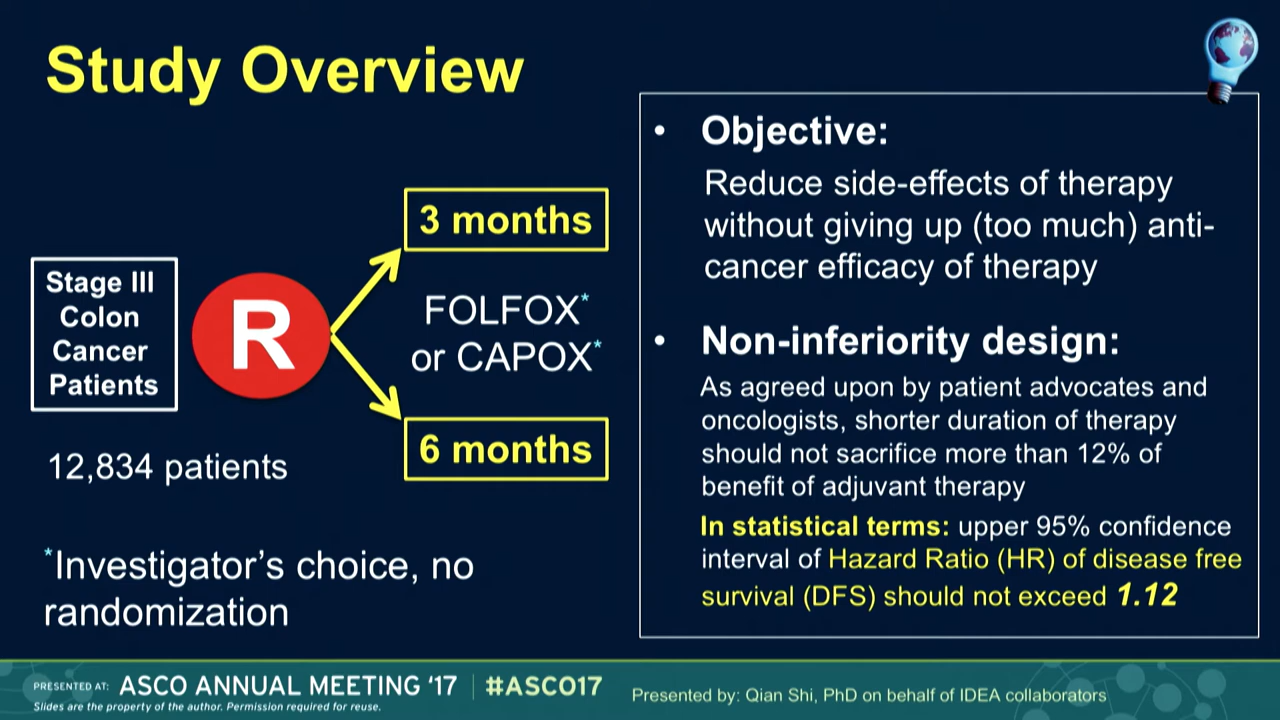 Study Overview
Stage III
Colon
Cancer
Patients
12,834 patients
R
3 months
FOLFOX*
or CAPOX*
6 months
*Investigator's choice, no
randomization
• Objective:
Reduce side-effects of therapy
without giving up (too much) anti-
cancer efficacy of therapy
• Non-inferiority design:
As agreed upon by patient advocates and
oncologists, shorter duration of therapy
should not sacrifice more than 12% of
benefit of adjuvant therapy
In statistical terms: upper 95% confidence
interval of Hazard Ratio (HR) of disease free
survival (DFS) should not exceed 1.12
PRESENTED AT: ASCO ANNUAL MEETING '17 | #ASCO17
Slides are the property of the author. Permission required for reuse.
Presented by: Qian Shi, PhD on behalf of IDEA collaborators